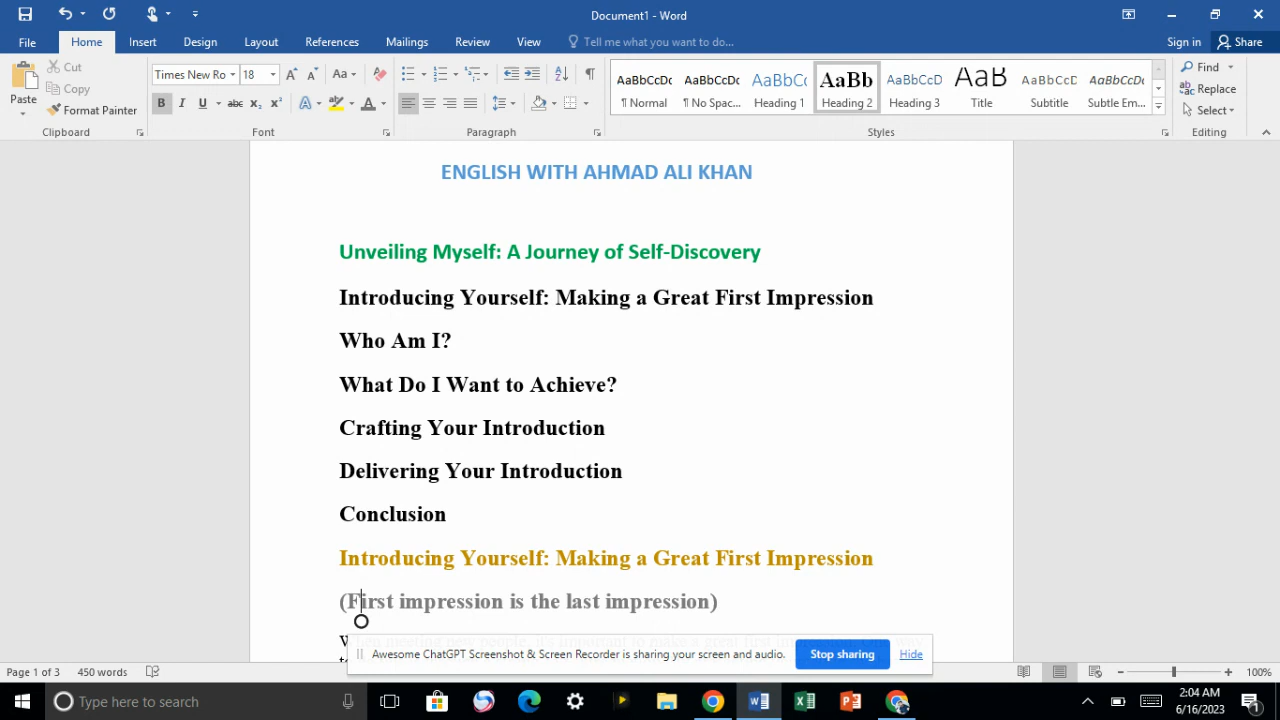 Document1 - Word
File Home Insert Design Layout References Mailings Review View Tell me what you want to do... Sign in Share
Cut
Copy
Format Painter
Paste
Clipboard
Times New Ro 18
Font
Paragraph
AaBbCcDc AaBbCcDc AaBbCc AaBb AaBbCcD AaB AaBbCcD AaBbCcD
¶ Normal ¶ No Spac... Heading 1 Heading 2 Heading 3 Title Subtitle Subtle Em...
Styles
Find
Replace
Select
Editing
ENGLISH WITH AHMAD ALI KHAN
Unveiling Myself: A Journey of Self-Discovery
Introducing Yourself: Making a Great First Impression
Who Am I?
What Do I Want to Achieve?
Crafting Your Introduction
Delivering Your Introduction
Conclusion
Introducing Yourself: Making a Great First Impression
(First impression is the last impression)
Awesome ChatGPT Screenshot & Screen Recorder is sharing your screen and audio. Stop sharing Hide
Page 1 of 3 450 words 100%
Type here to search
2:04 AM
6/16/2023